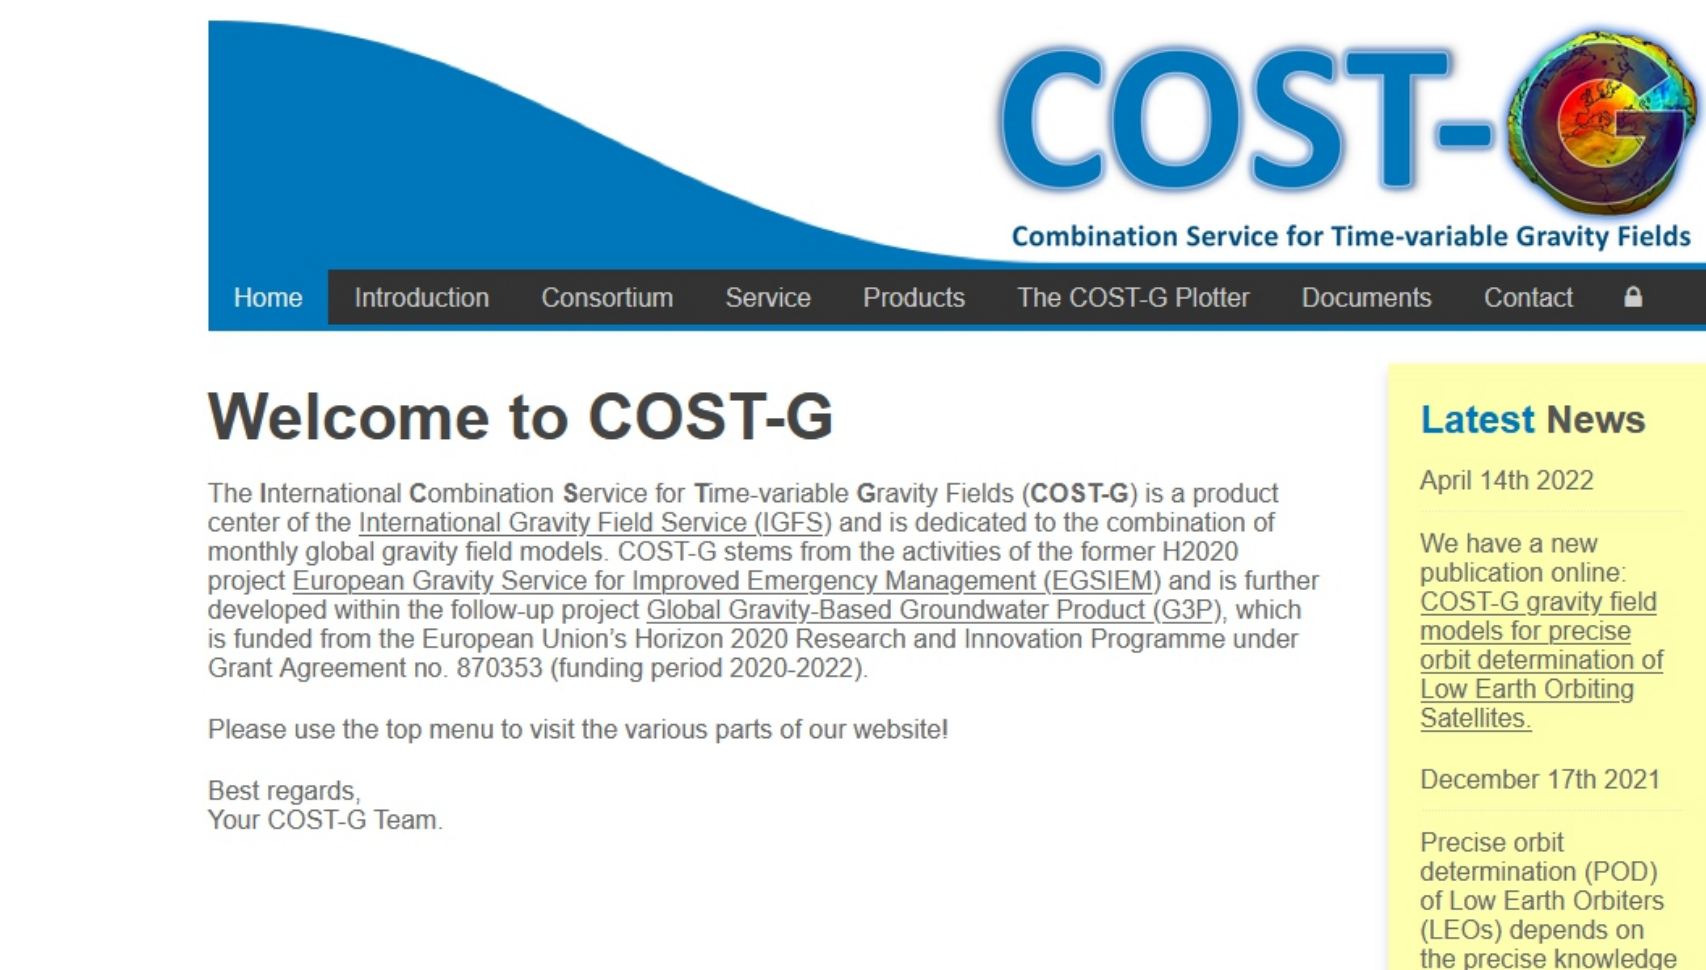 COST-G
Combination Service for Time-variable Gravity Fields
Home Introduction Consortium Service Products The COST-G Plotter Documents Contact
Welcome to COST-G
The International Combination Service for Time-variable Gravity Fields (COST-G) is a product
center of the International Gravity Field Service (IGFS) and is dedicated to the combination of
monthly global gravity field models. COST-G stems from the activities of the former H2020
project European Gravity Service for Improved Emergency Management (EGSIEM) and is further
developed within the follow-up project Global Gravity-Based Groundwater Product (G3P), which
is funded from the European Union's Horizon 2020 Research and Innovation Programme under
Grant Agreement no. 870353 (funding period 2020-2022).
Please use the top menu to visit the various parts of our website!
Best regards,
Your COST-G Team.
Latest News
April 14th 2022
We have a new
publication online:
COST-G gravity field
models for precise
orbit determination of
Low Earth Orbiting
Satellites.
December 17th 2021
Precise orbit
determination (POD)
of Low Earth Orbiters
(LEOs) depends on
the precise knowledge